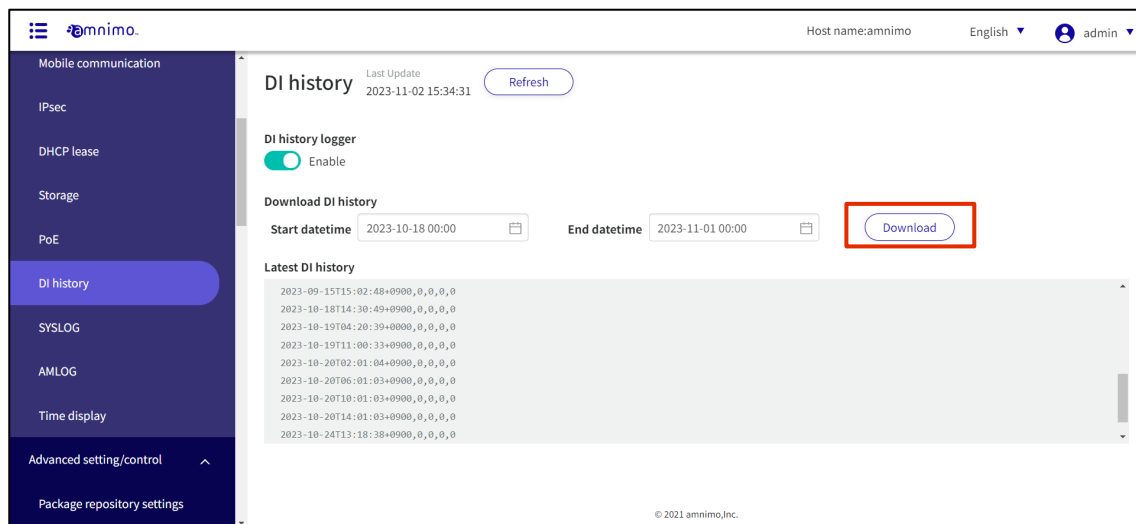 amnimo
Host name:amnimo
English
admin
Mobile communication
IPsec
DHCP lease
Storage
PoE
DI history
SYSLOG
AMLOG
Time display
Advanced setting/control
Package repository settings
DI history
Last Update
2023-11-02 15:34:31
Refresh
DI history logger
Enable
Download DI history
Start datetime 2023-10-18 00:00 End datetime 2023-11-01 00:00 Download
Latest DI history
2023-09-15T15:02:48+0900,0,0,0,0
2023-10-18T14:30:49+0900,0,0,0,0
2023-10-19T04:20:39+0000,0,0,0,0
2023-10-19T11:00:33+0900,0,0,0,0
2023-10-20T02:01:04+0900,0,0,0,0
2023-10-20T06:01:03+0900,0,0,0,0
2023-10-20T10:01:03+0900,0,0,0,0
2023-10-20T14:01:03+0900,0,0,0,0
2023-10-24T13:18:38+0900,0,0,0,0
© 2021 amnimo,Inc.